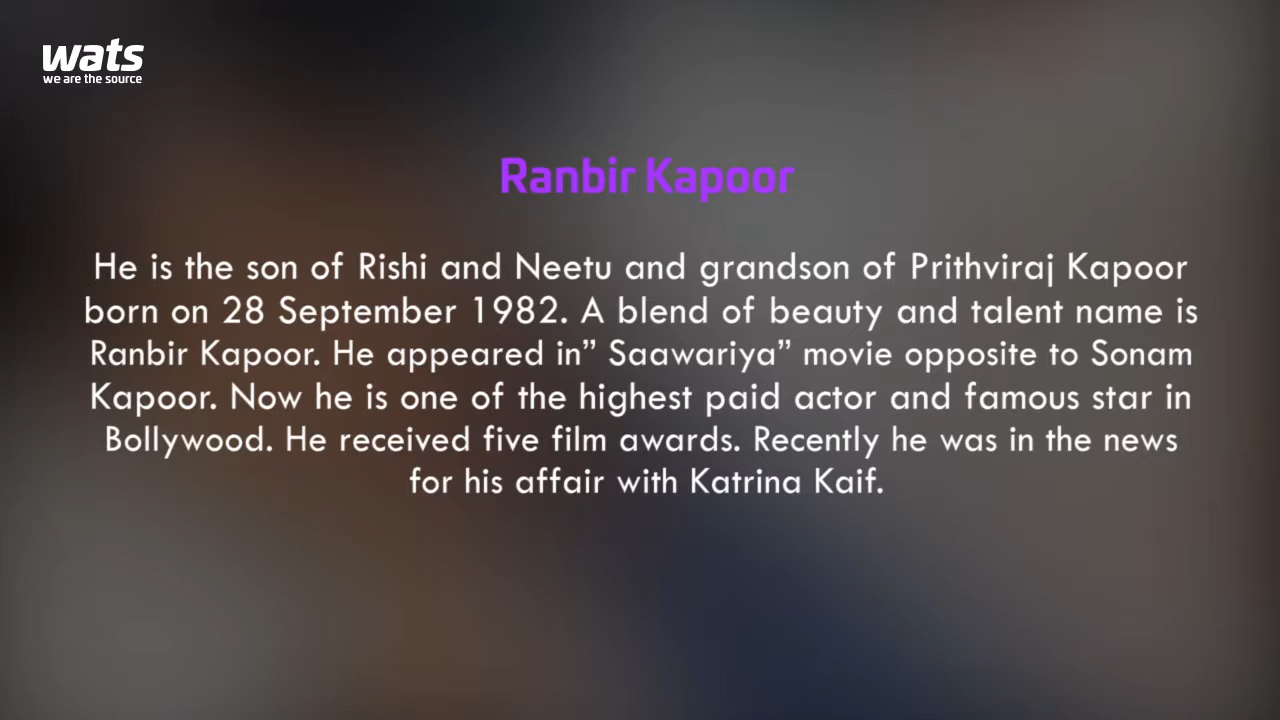 wats
we are the source
Ranbir Kapoor
He is the son of Rishi and Neetu and grandson of Prithviraj Kapoor
born on 28 September 1982. A blend of beauty and talent name is
Ranbir Kapoor. He appeared in” Saawariya” movie opposite to Sonam
Kapoor. Now he is one of the highest paid actor and famous star in
Bollywood. He received five film awards. Recently he was in the news
for his affair with Katrina Kaif.